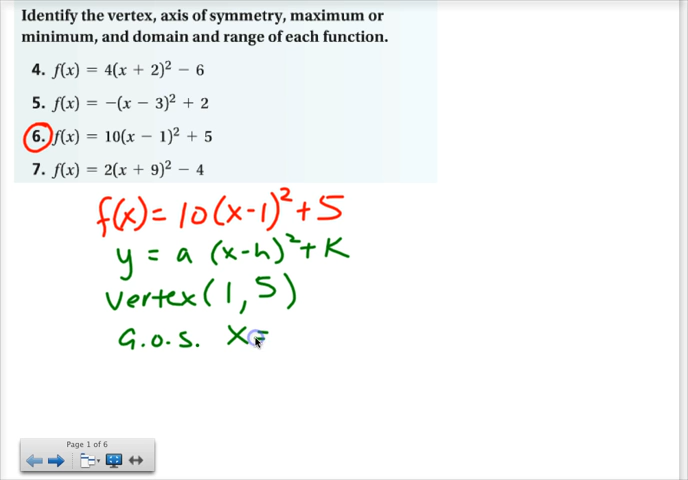 Identify the vertex, axis of symmetry, maximum or
minimum, and domain and range of each function.
4. f(x) = 4(x + 2)² − 6
5. f(x) = −(x − 3)² + 2
6. f(x) = 10(x − 1)² + 5
7. f(x) = 2(x + 9)² − 4
f(x) = 10(x-1)²+5
y = a (x-h)²+K
vertex (1, 5)
a.o.s. x=
Page 1 of 6